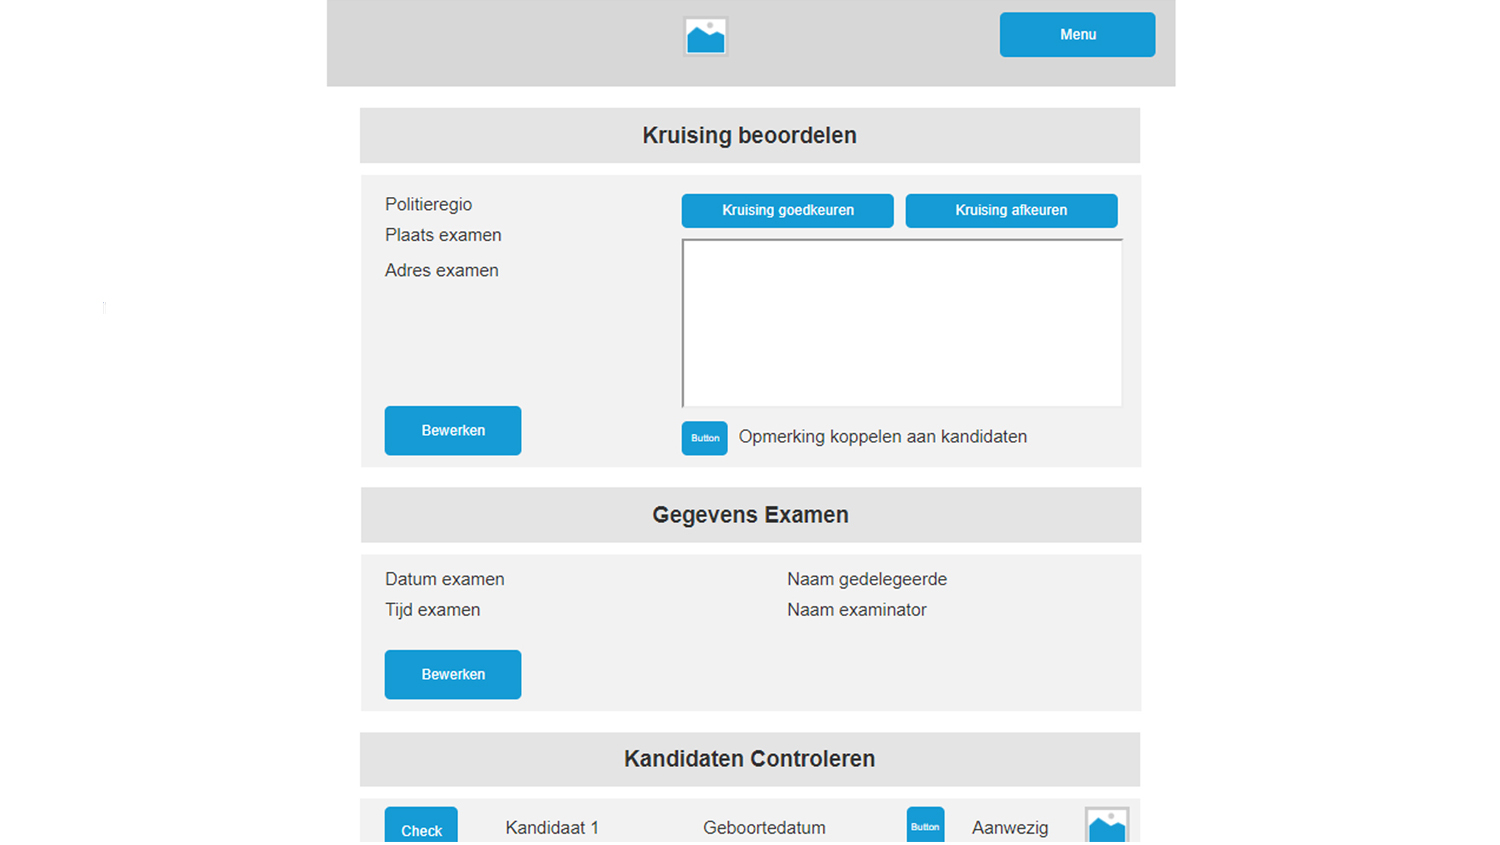 Menu
Kruising beoordelen
Politieregio
Plaats examen
Adres examen
Kruising goedkeuren
Kruising afkeuren
Bewerken
Button
Opmerking koppelen aan kandidaten
Gegevens Examen
Datum examen
Naam gedelegeerde
Tijd examen
Naam examinator
Bewerken
Kandidaten Controleren
Check
Kandidaat 1
Geboortedatum
Button
Aanwezig